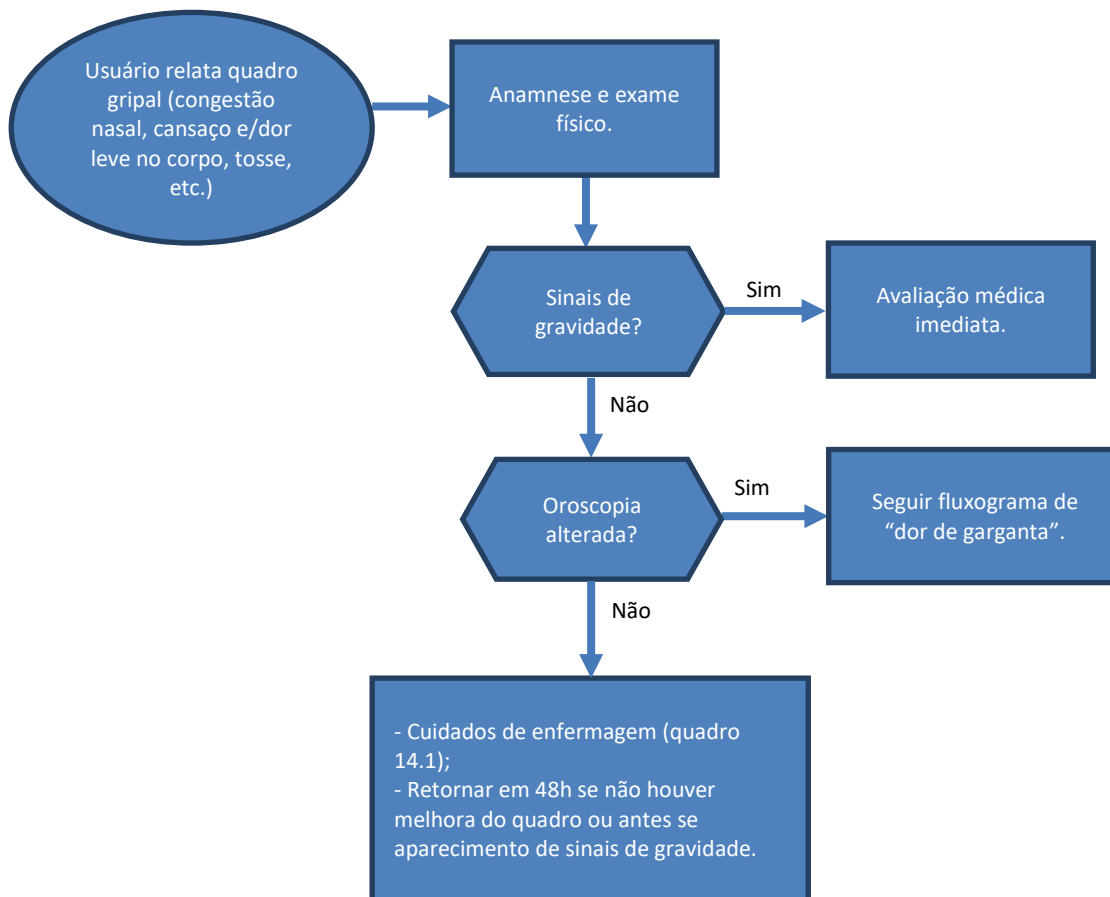 Usuário relata quadro
gripal (congestão
nasal, cansaço e/dor
leve no corpo, tosse,
etc.)
Anamnese e exame
físico.
Sinais de
gravidade?
Sim
Avaliação médica
imediata.
Não
Oroscopia
alterada?
Sim
Seguir fluxograma de
“dor de garganta”.
Não
- Cuidados de enfermagem (quadro
14.1);
- Retornar em 48h se não houver
melhora do quadro ou antes se
aparecimento de sinais de gravidade.